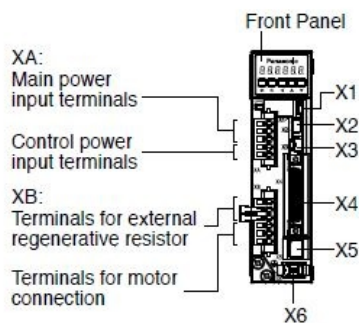 Front Panel
Panasonic
XA:
Main power
input terminals
Control power
input terminals
XB:
Terminals for external
regenerative resistor
Terminals for motor
connection
X1
X2
X3
X4
X5
X6